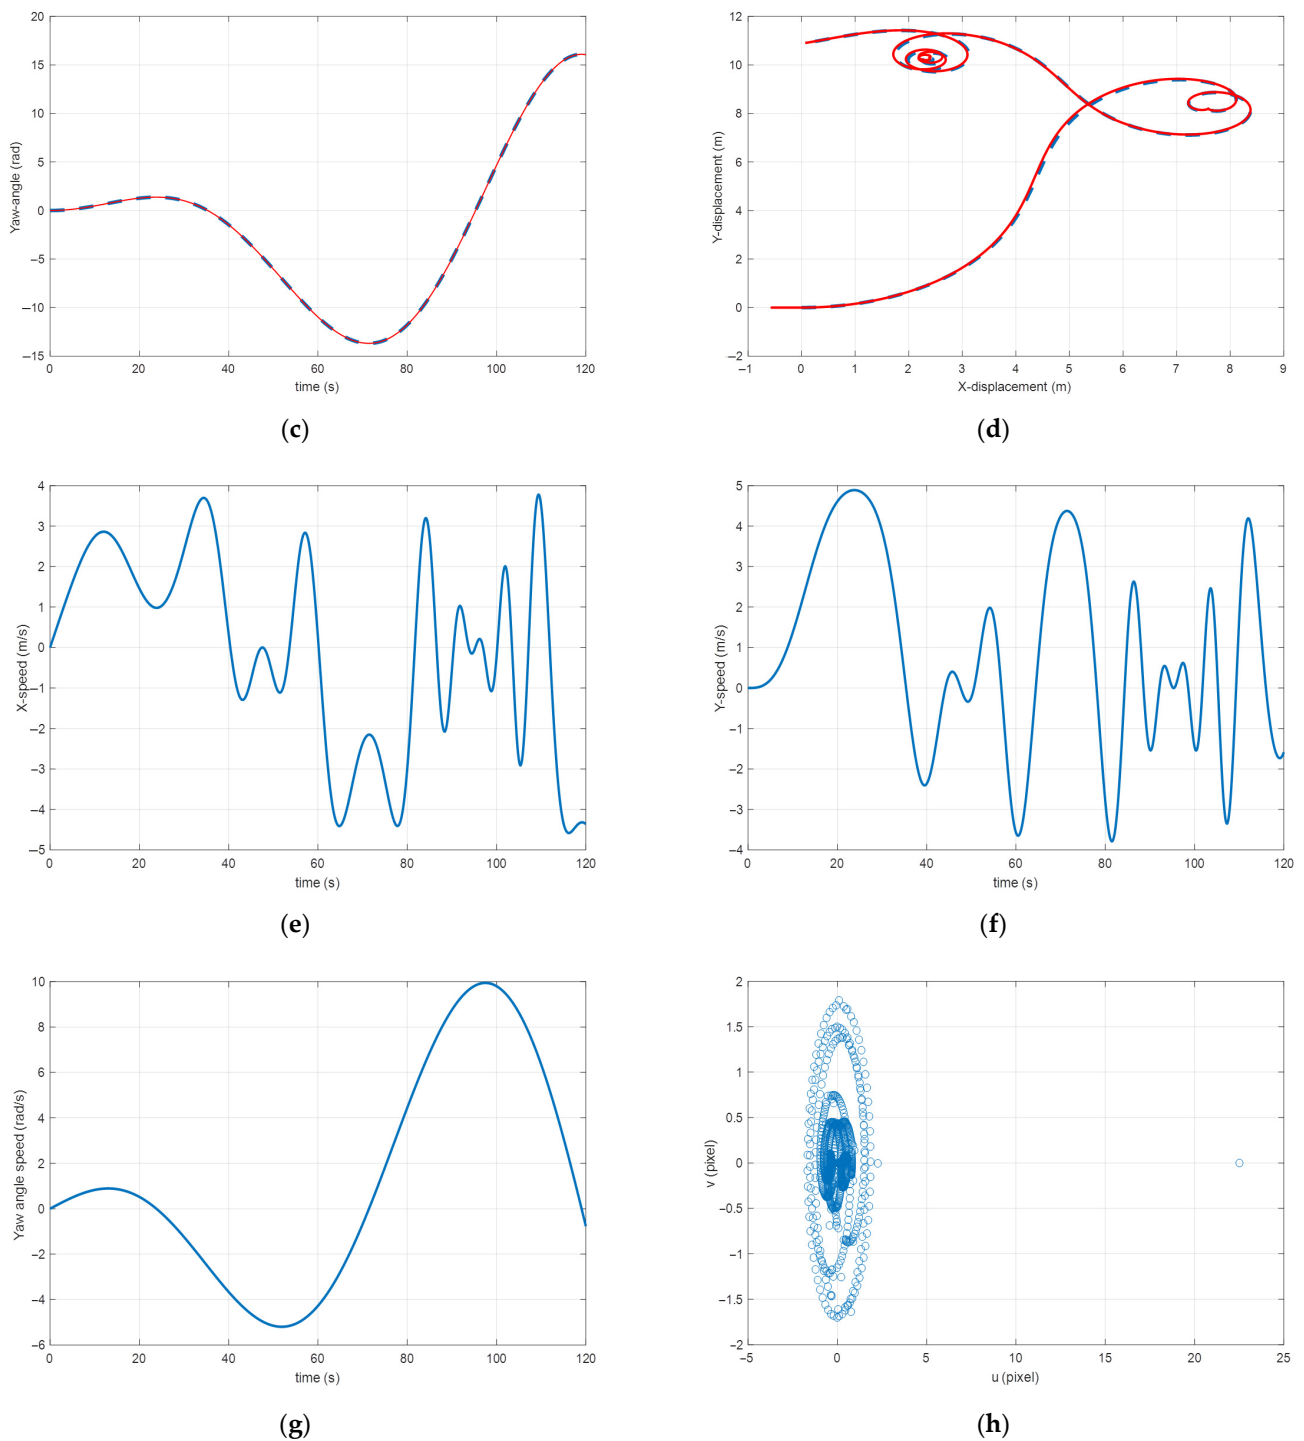 20
15
10
5
0
−5
−10
−15
0 20 40 60 80 100 120
Yaw-angle (rad)
time (s)
(c)
12
10
8
6
4
2
0
−2
−1 0 1 2 3 4 5 6 7 8 9
Y-displacement (m)
X-displacement (m)
(d)
4
3
2
1
0
−1
−2
−3
−4
−5
0 20 40 60 80 100 120
X-speed (m/s)
time (s)
(e)
5
4
3
2
1
0
−1
−2
−3
−4
0 20 40 60 80 100 120
Y-speed (m/s)
time (s)
(f)
10
8
6
4
2
0
−2
−4
−6
0 20 40 60 80 100 120
Yaw angle speed (rad/s)
time (s)
(g)
2
1.5
1
0.5
0
−0.5
−1
−1.5
−2
−5 0 5 10 15 20 25
v (pixel)
u (pixel)
(h)